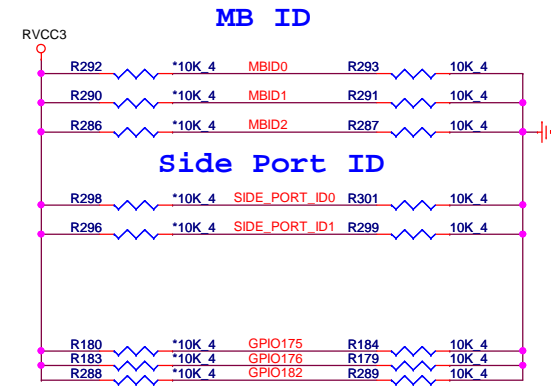 MB ID
RVCC3
R292 *10K_4 MBID0 R293 10K_4
R290 *10K_4 MBID1 R291 10K_4
R286 *10K_4 MBID2 R287 10K_4
Side Port ID
R298 *10K_4 SIDE_PORT_ID0 R301 10K_4
R296 *10K_4 SIDE_PORT_ID1 R299 10K_4
R180 *10K_4 GPIO175 R184 10K_4
R183 *10K_4 GPIO176 R179 10K_4
R288 *10K_4 GPIO182 R289 10K_4